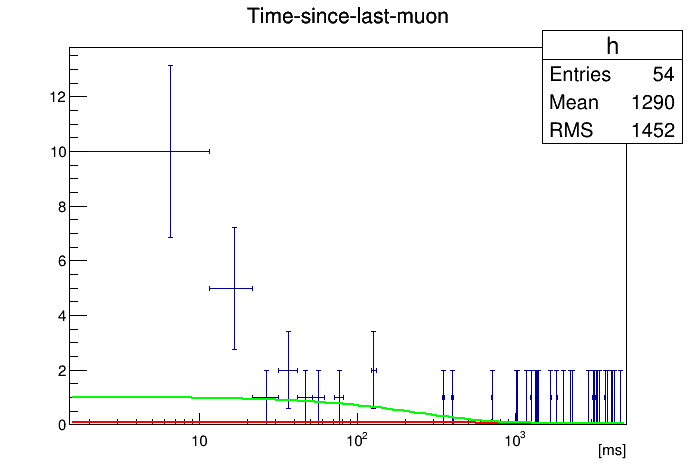 Time-since-last-muon
h
Entries 54
Mean 1290
RMS 1452
12
10
8
6
4
2
0
10 10² 10³
[ms]